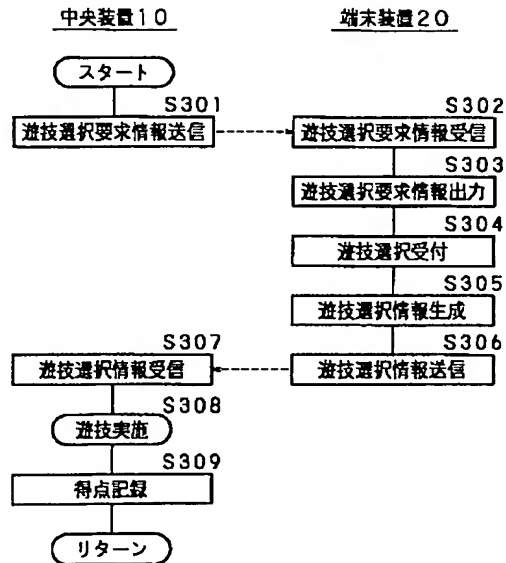 中央装置10 端末装置20
スタート
S301 S302
遊技選択要求情報送信 遊技選択要求情報受信
S303
遊技選択要求情報出力
S304
遊技選択受付
S305
遊技選択情報生成
S307 S306
遊技選択情報受信 遊技選択情報送信
S308
遊技実施
S309
得点記録
リターン